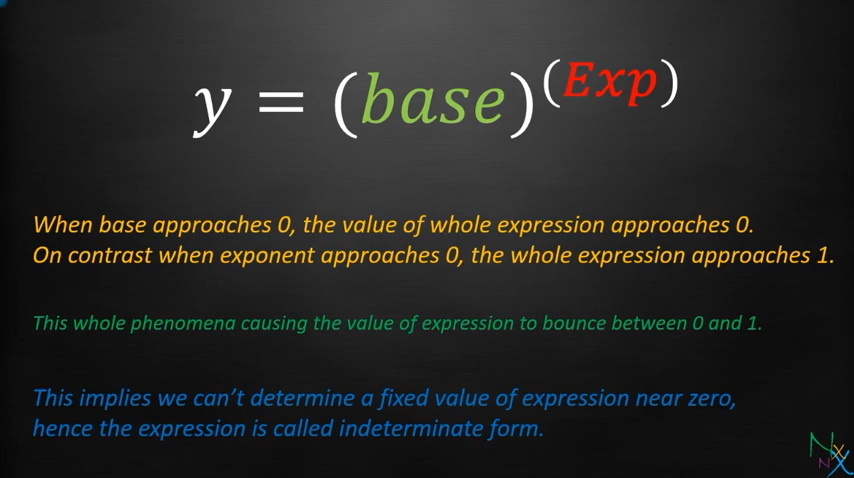 y = (base)^(Exp)
When base approaches 0, the value of whole expression approaches 0.
On contrast when exponent approaches 0, the whole expression approaches 1.
This whole phenomena causing the value of expression to bounce between 0 and 1.
This implies we can't determine a fixed value of expression near zero,
hence the expression is called indeterminate form.